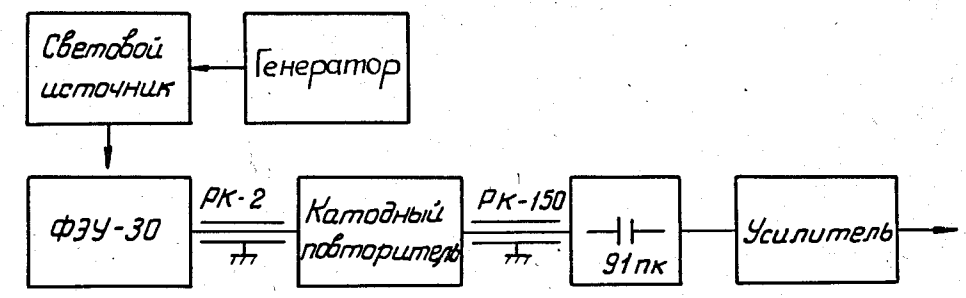 Световой
источник
Генератор
ФЭУ-30
РК-2
Катодный
повторитель
РК-150
91пк
Усилитель